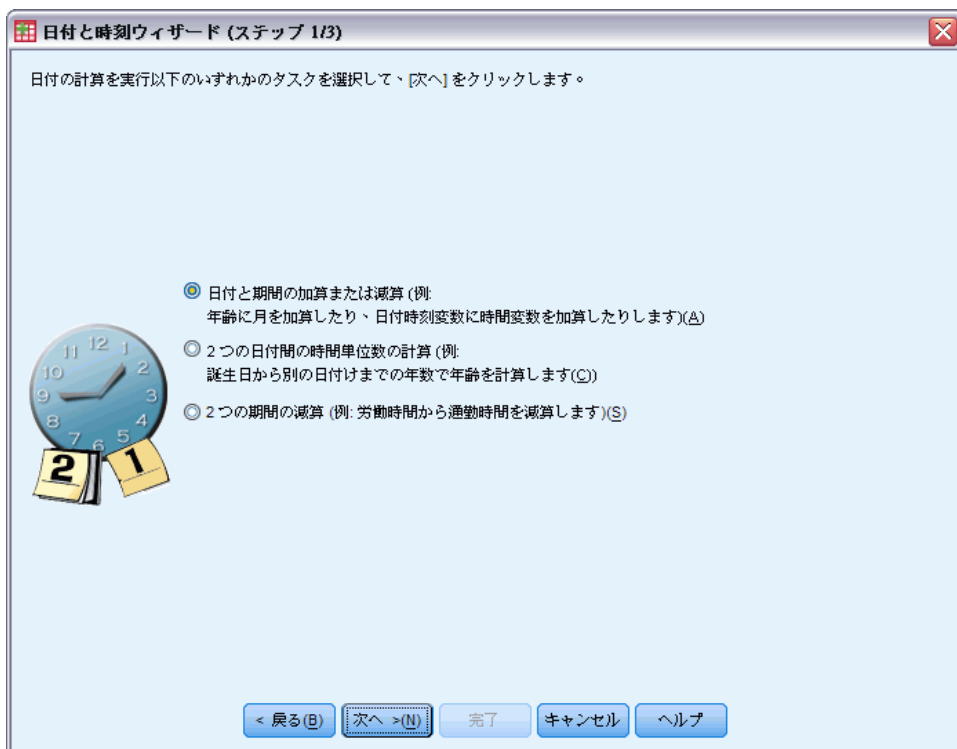 日付と時刻ウィザード (ステップ 1/3)
日付の計算を実行以下のいずれかのタスクを選択して、[次へ] をクリックします。
日付と期間の加算または減算 (例:
年齢に月を加算したり、日付時刻変数に時間変数を加算したりします)(A)
2 つの日付間の時間単位数の計算 (例:
誕生日から別の日付けまでの年数で年齢を計算します(C))
2 つの期間の減算 (例: 労働時間から通勤時間を減算します)(S)
12
11
1
10
2
9
3
8
4
7
6
5
2
1
< 戻る(B)
次へ >(N)
完了
キャンセル
ヘルプ